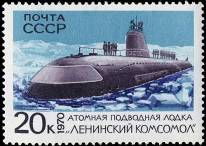 ПОЧТА
СССР
АТОМНАЯ ПОДВОДНАЯ ЛОДКА
20К 1970 „ЛЕНИНСКИЙ КОМСОМОЛ"